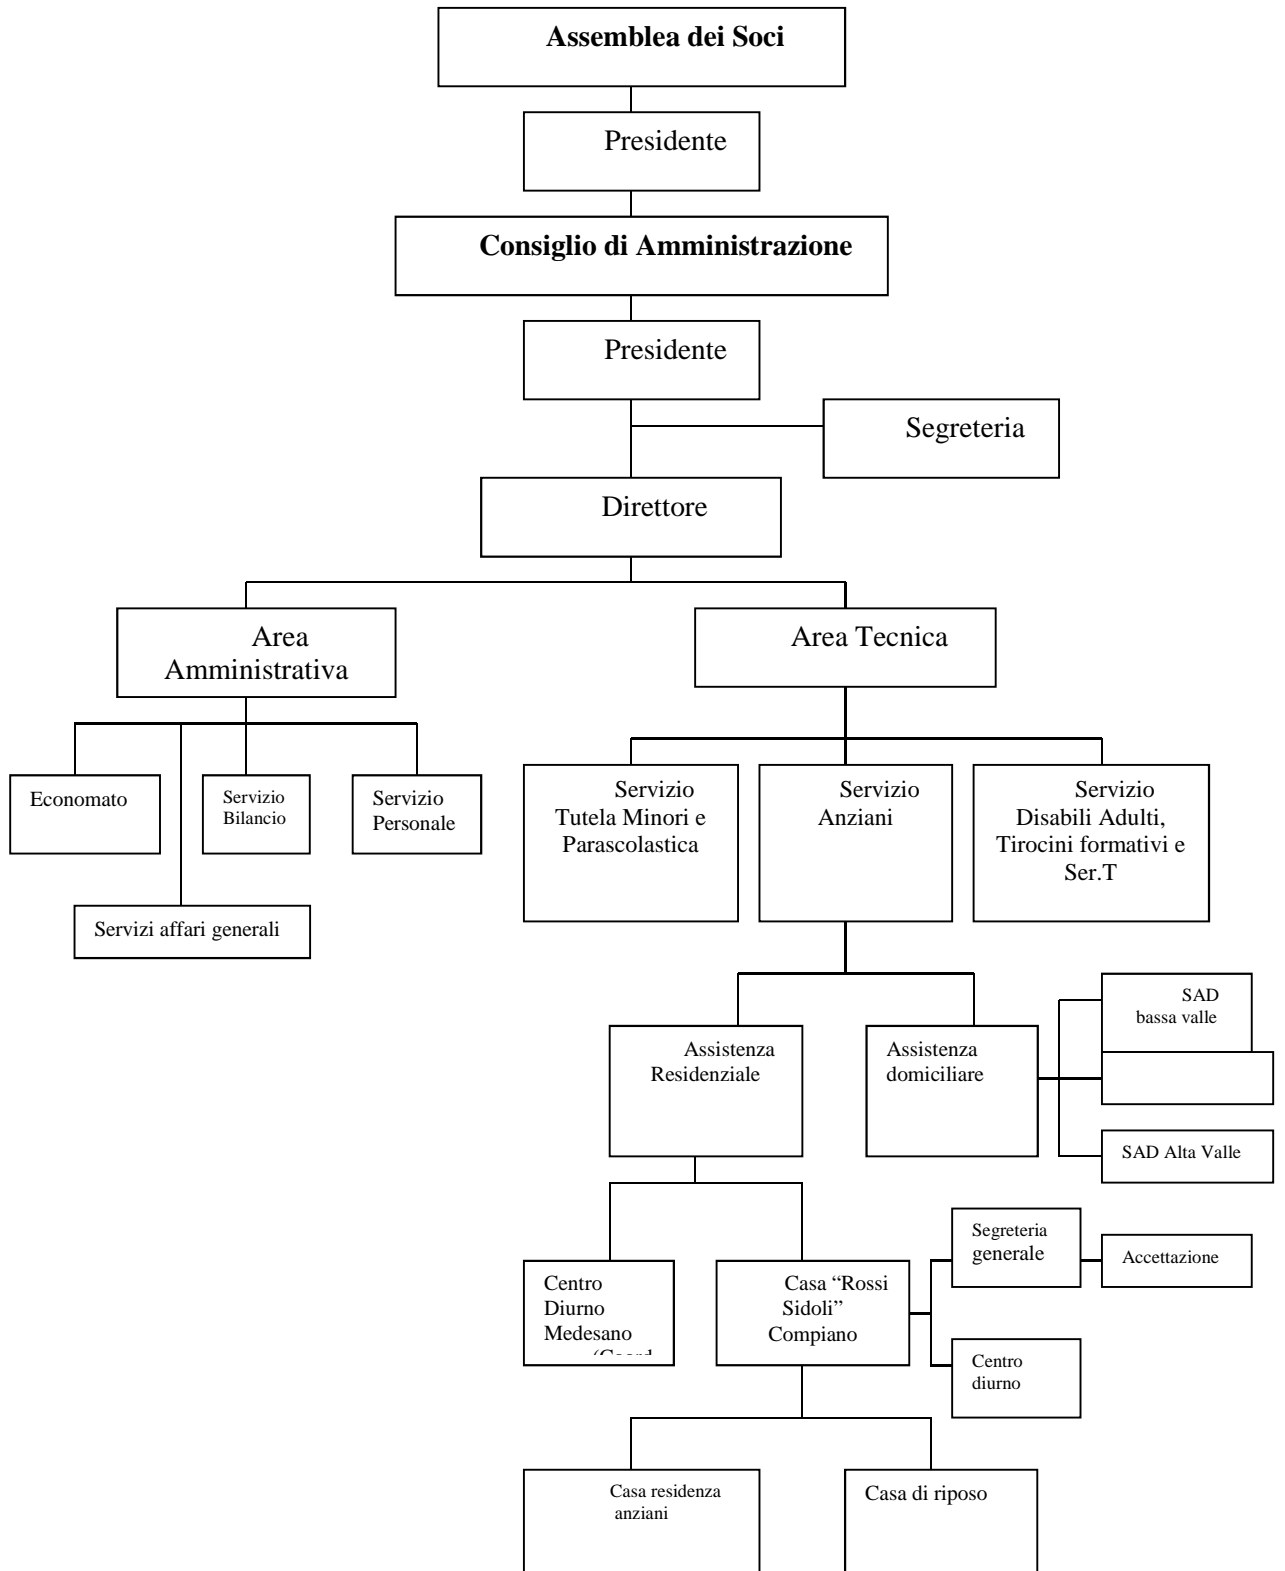 Assemblea dei Soci
Presidente
Consiglio di Amministrazione
Presidente
Segreteria
Direttore
Area
Amministrativa
Area Tecnica
Economato
Servizio
Bilancio
Servizio
Personale
Servizi affari generali
Servizio
Tutela Minori e
Parascolastica
Servizio
Anziani
Servizio
Disabili Adulti,
Tirocini formativi e
Ser.T
Assistenza
Residenziale
Assistenza
domiciliare
SAD
bassa valle
SAD Alta Valle
Centro
Diurno
Medesano
Casa “Rossi
Sidoli”
Compiano
Segreteria
generale
Accettazione
Centro
diurno
Casa residenza
anziani
Casa di riposo